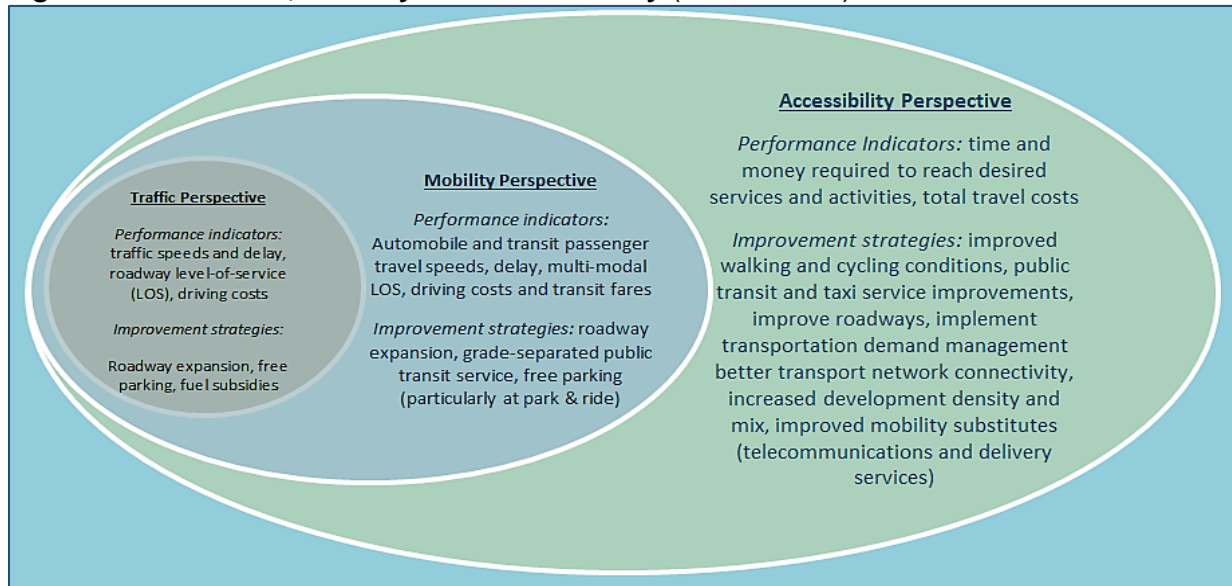 Traffic Perspective
Performance indicators:
traffic speeds and delay,
roadway level-of-service
(LOS), driving costs
Improvement strategies:
Roadway expansion, free
parking, fuel subsidies
Mobility Perspective
Performance indicators:
Automobile and transit passenger
travel speeds, delay, multi-modal
LOS, driving costs and transit fares
Improvement strategies: roadway
expansion, grade-separated public
transit service, free parking
(particularly at park & ride)
Accessibility Perspective
Performance Indicators: time and
money required to reach desired
services and activities, total travel costs
Improvement strategies: improved
walking and cycling conditions, public
transit and taxi service improvements,
improve roadways, implement
transportation demand management
better transport network connectivity,
increased development density and
mix, improved mobility substitutes
(telecommunications and delivery
services)